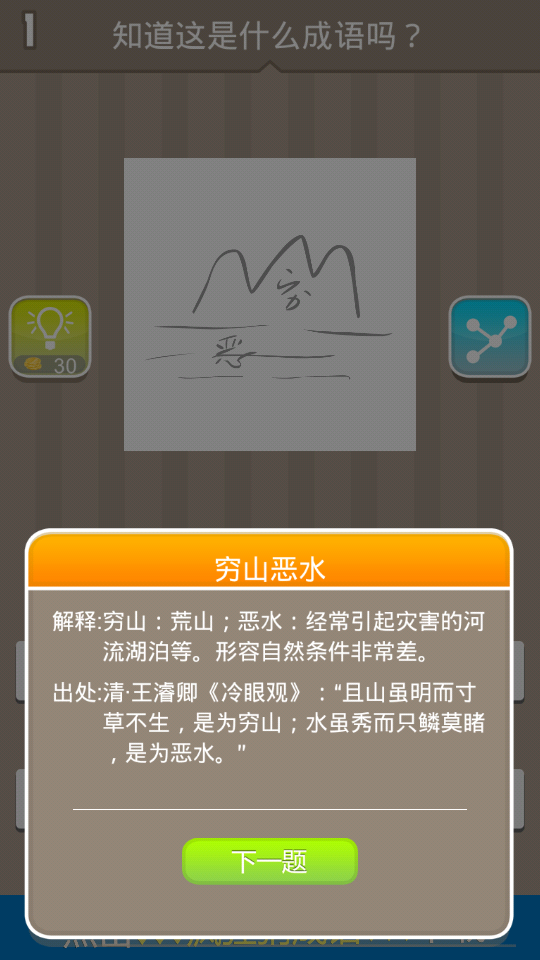 1
知道这是什么成语吗？
穷
恶
30
穷山恶水
解释:穷山：荒山；恶水：经常引起灾害的河
流湖泊等。形容自然条件非常差。
出处:清·王濬卿《冷眼观》："且山虽明而寸
草不生，是为穷山；水虽秀而只鳞莫睹
，是为恶水。"
下一题